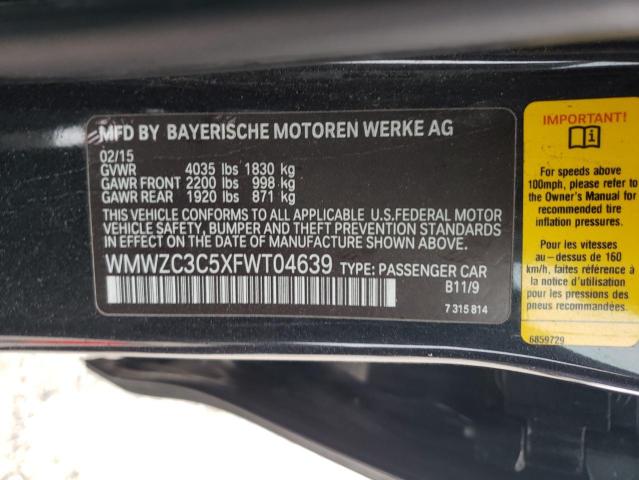 MFD BY BAYERISCHE MOTOREN WERKE AG
02/15
GVWR 4035 lbs 1830 kg
GAWR FRONT 2200 lbs 998 kg
GAWR REAR 1920 lbs 871 kg
THIS VEHICLE CONFORMS TO ALL APPLICABLE U.S.FEDERAL MOTOR
VEHICLE SAFETY, BUMPER AND THEFT PREVENTION STANDARDS
IN EFFECT ON THE DATE OF MANUFACTURE SHOWN ABOVE.
WMWZC3C5XFWT04639 TYPE: PASSENGER CAR
B11/9
7 315 814
IMPORTANT!
i
For speeds above
100mph, please refer to
the Owner's Manual for
recommended tire
inflation pressures.
Pour les vitesses
au-dessus de 160
km/h, faites référence à
votre Guide de l'auto
pour les pressions des
pneus recommandées.
6859729